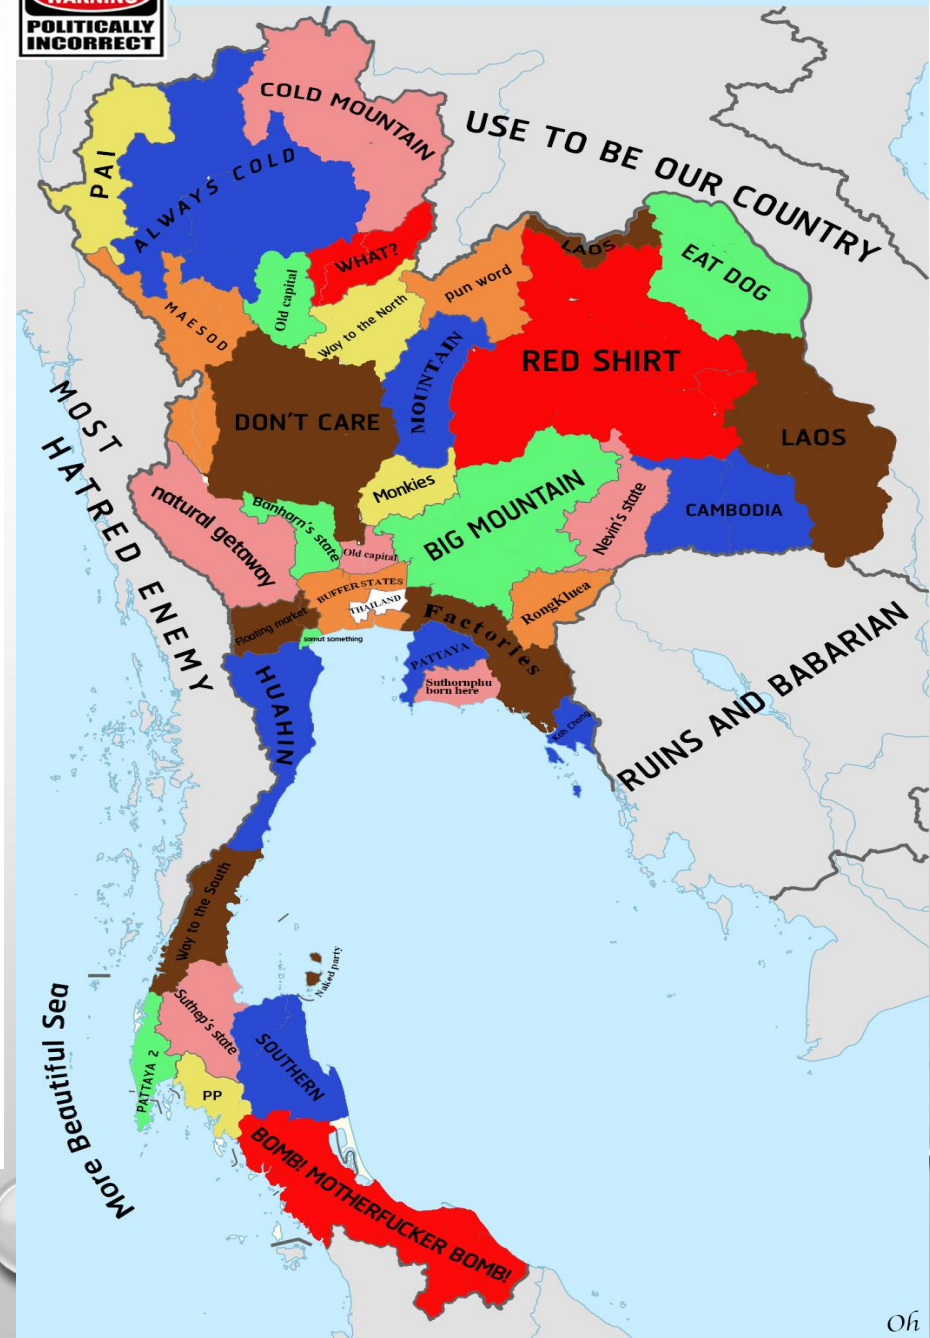 WARNING
POLITICALLY
INCORRECT
COLD MOUNTAIN
USE TO BE OUR COUNTRY
PAI
ALWAYS COLD
WHAT?
LAOS
EAT DOG
pun word
Old capital
MAESOD
Way to the North
MOUNTAIN
RED SHIRT
MOST
HATRED ENEMY
DON'T CARE
LAOS
Monkies
natural getaway
Banharn's state
BIG MOUNTAIN
Nevin's state
CAMBODIA
Old capital
BUFFER STATES
THAILAND
RongKluea
Floating market
samut something
Factories
PATTAYA
Suthornphu
born here
HUAHIN
Koh Chang
RUINS AND BABARIAN
Way to the South
Naked party
More Beautiful Sea
Suthep's state
SOUTHERN
PATTAYA 2
PP
BOMB! MOTHERFUCKER BOMB!
Oh